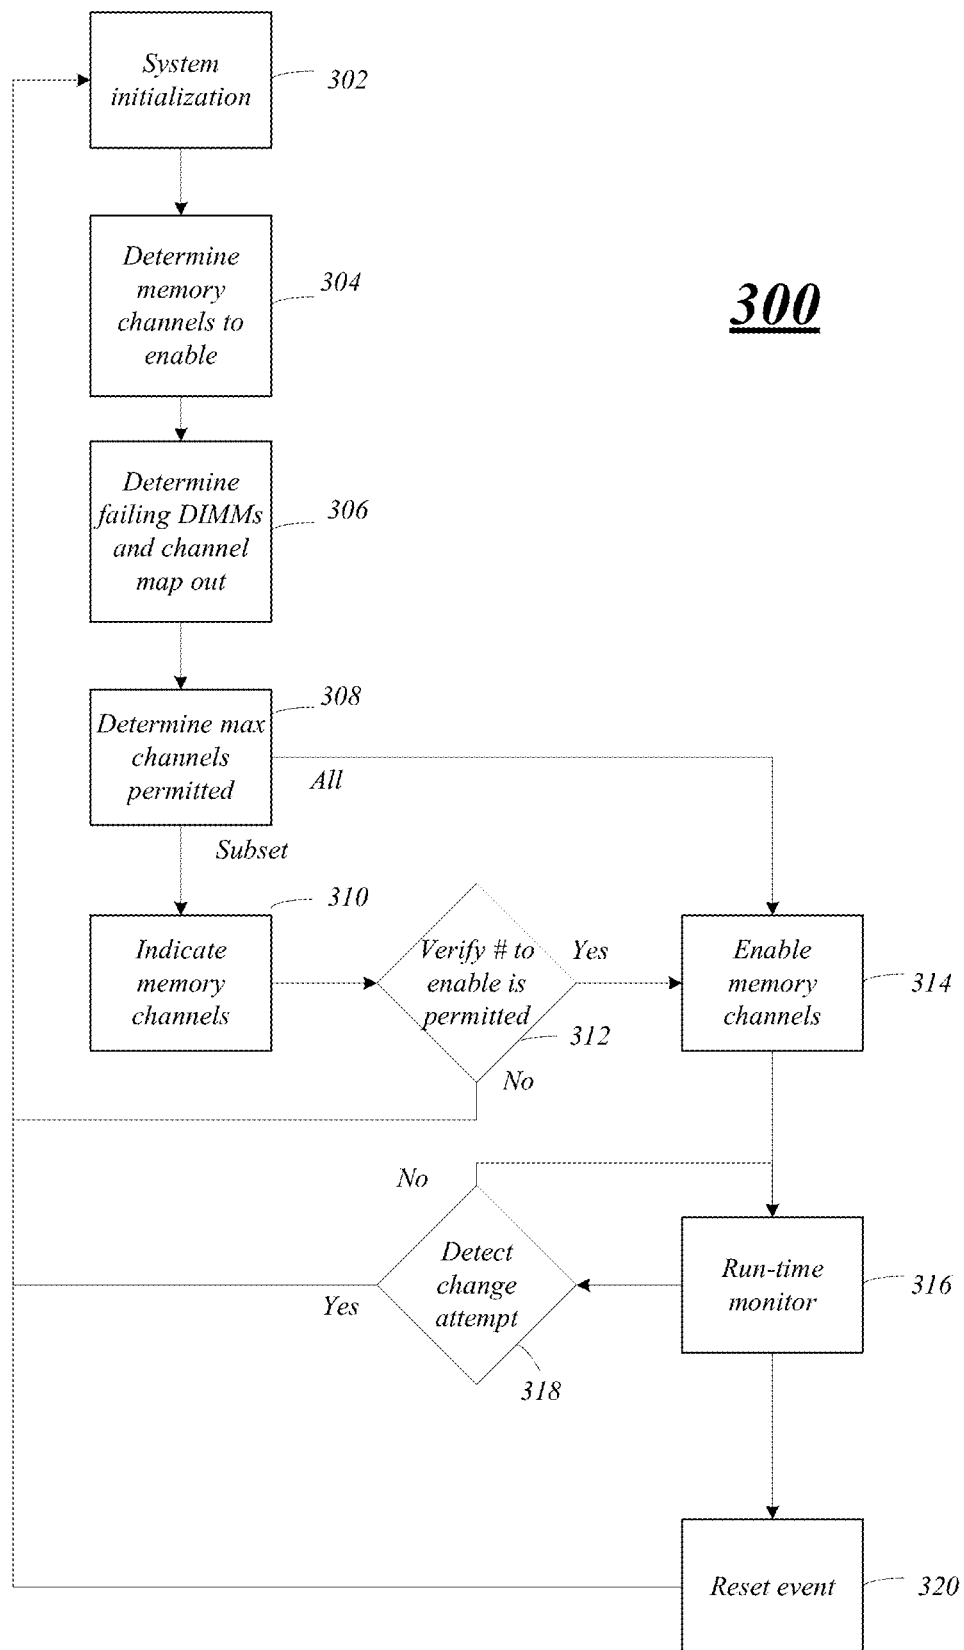 System
initialization
302
Determine
memory
channels to
enable
304
300
Determine
failing DIMMs
and channel
map out
306
308
Determine max
channels
permitted
All
Subset
310
Indicate
memory
channels
Verify # to
enable is
permitted
Yes
312
No
Enable
memory
channels
314
No
Detect
change
attempt
Yes
318
Run-time
monitor
316
Reset event
320